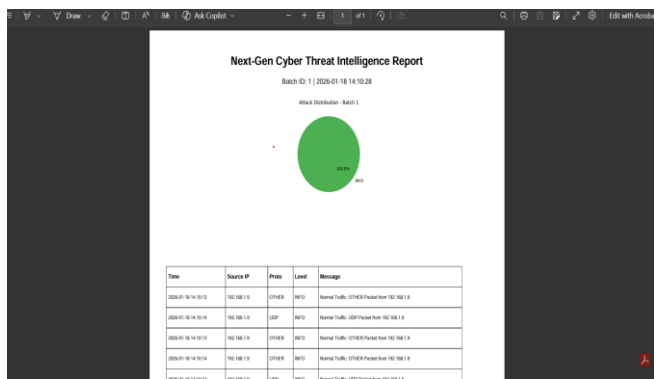 Draw
Ask Copilot
1 of 1
Edit with Acroba
Next-Gen Cyber Threat Intelligence Report
Batch ID: 1 | 2026-01-18 14:10:28
Attack Distribution - Batch 1
100.0%
INFO
Time Source IP Proto Level Message
2026-01-18 14:10:12 192.168.1.9 OTHER INFO Normal Traffic: OTHER Packet from 192.168.1.9
2026-01-18 14:10:14 192.168.1.8 UDP INFO Normal Traffic: UDP Packet from 192.168.1.8
2026-01-18 14:10:13 192.168.1.9 OTHER INFO Normal Traffic: OTHER Packet from 192.168.1.9
2026-01-18 14:10:14 192.168.1.9 OTHER INFO Normal Traffic: OTHER Packet from 192.168.1.9